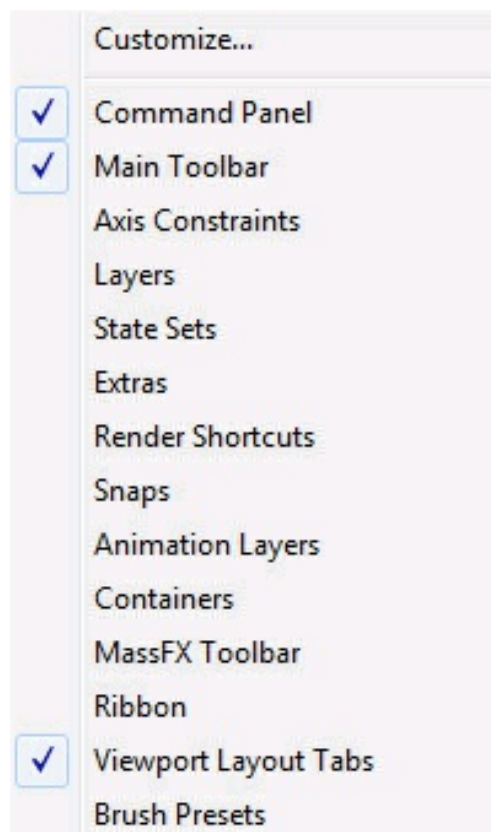 Customize...
Command Panel
Main Toolbar
Axis Constraints
Layers
State Sets
Extras
Render Shortcuts
Snaps
Animation Layers
Containers
MassFX Toolbar
Ribbon
Viewport Layout Tabs
Brush Presets